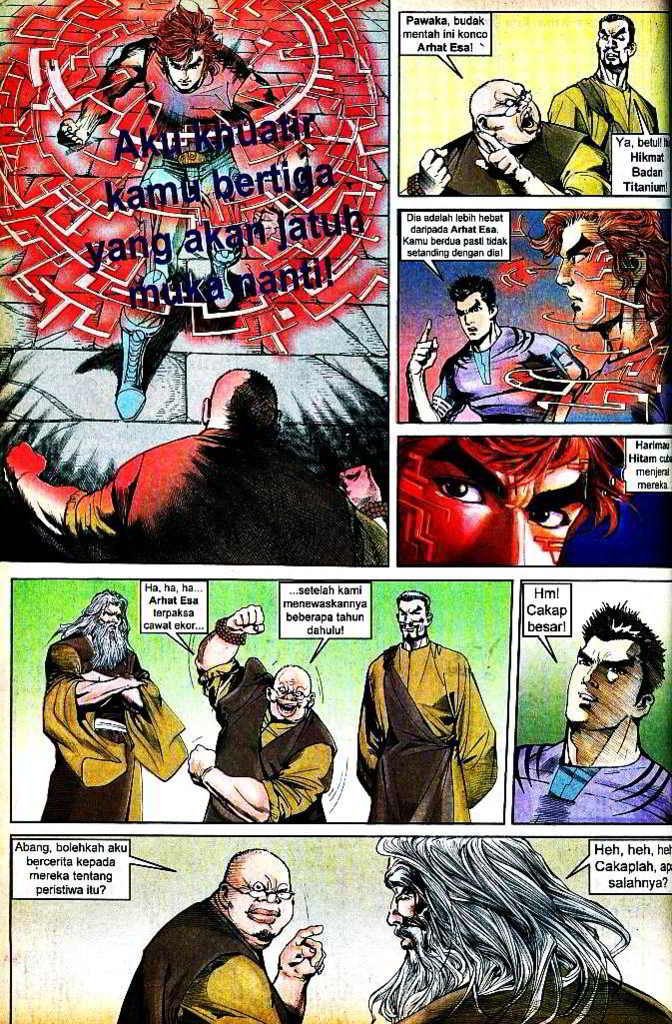 Aku khuatir
kamu bertiga
yang akan jatuh
muka nanti!
Pawaka, budak
mentah ini konco
Arhat Esa!
Ya, betul!
Hikmat
Badan
Titanium!
Dia adalah lebih hebat
daripada Arhat Esa.
Kamu berdua pasti tidak
setanding dengan dia!
Harimau
Hitam
menjerat
mereka.
Ha, ha, ha...
Arhat Esa
terpaksa
cawat ekor...
...setelah kami
menewaskannya
beberapa tahun
dahulu!
Hm!
Cakap
besar!
Abang, bolehkah aku
bercerita kepada
mereka tentang
peristiwa itu?
Heh, heh, heh
Cakaplah,
salahnya?